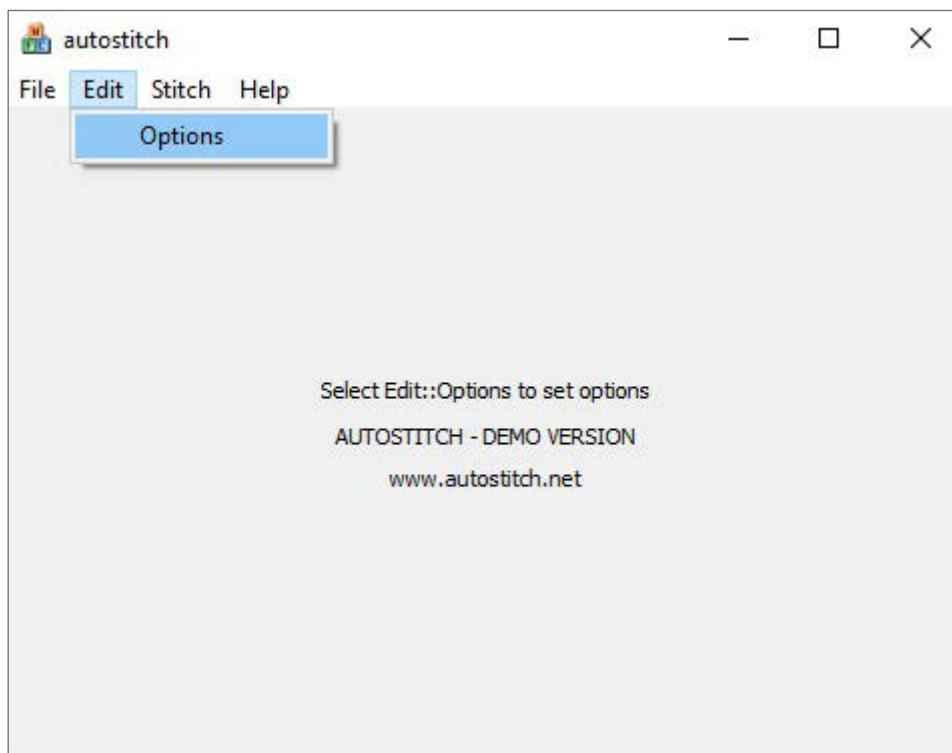 autostitch
File Edit Stitch Help
Options
Select Edit::Options to set options
AUTOSTITCH - DEMO VERSION
www.autostitch.net